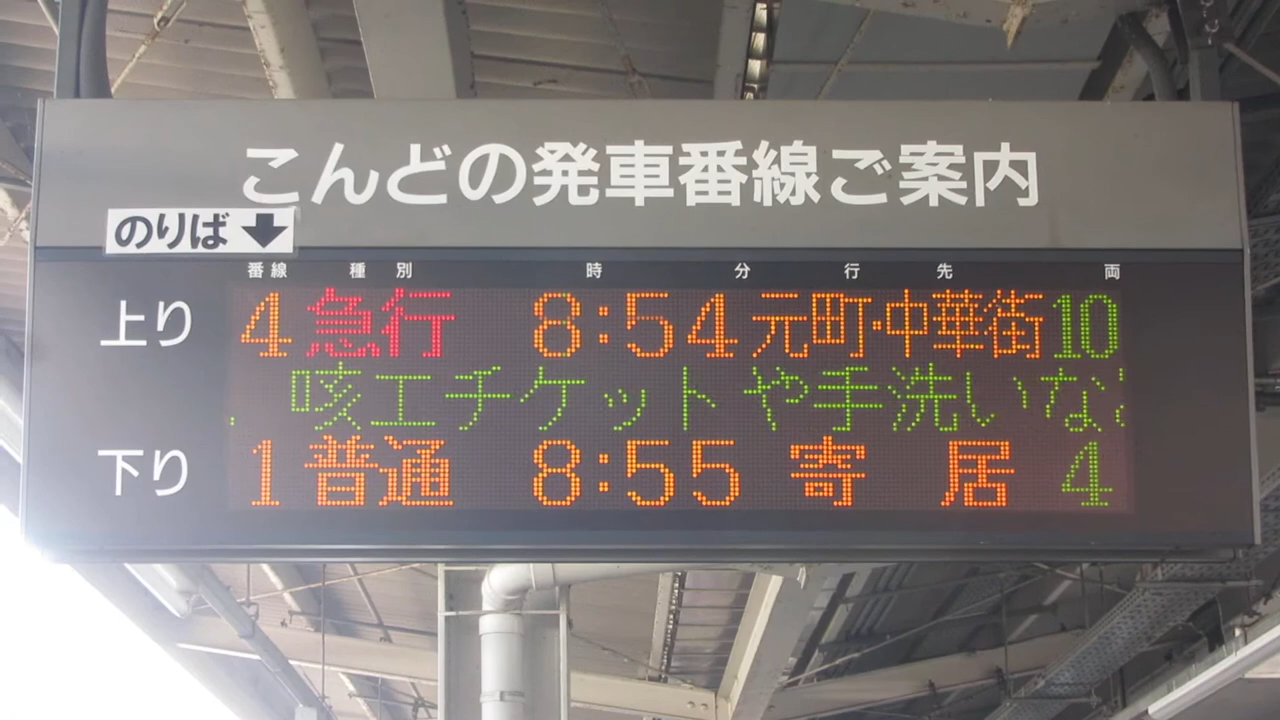 こんどの発車番線ご案内
のりば ↓
番線 種別 時 分 行 先 両
上り 4 急行 8:54 元町・中華街 10
咳エチケットや手洗いな
下り 1 普通 8:55 寄居 4